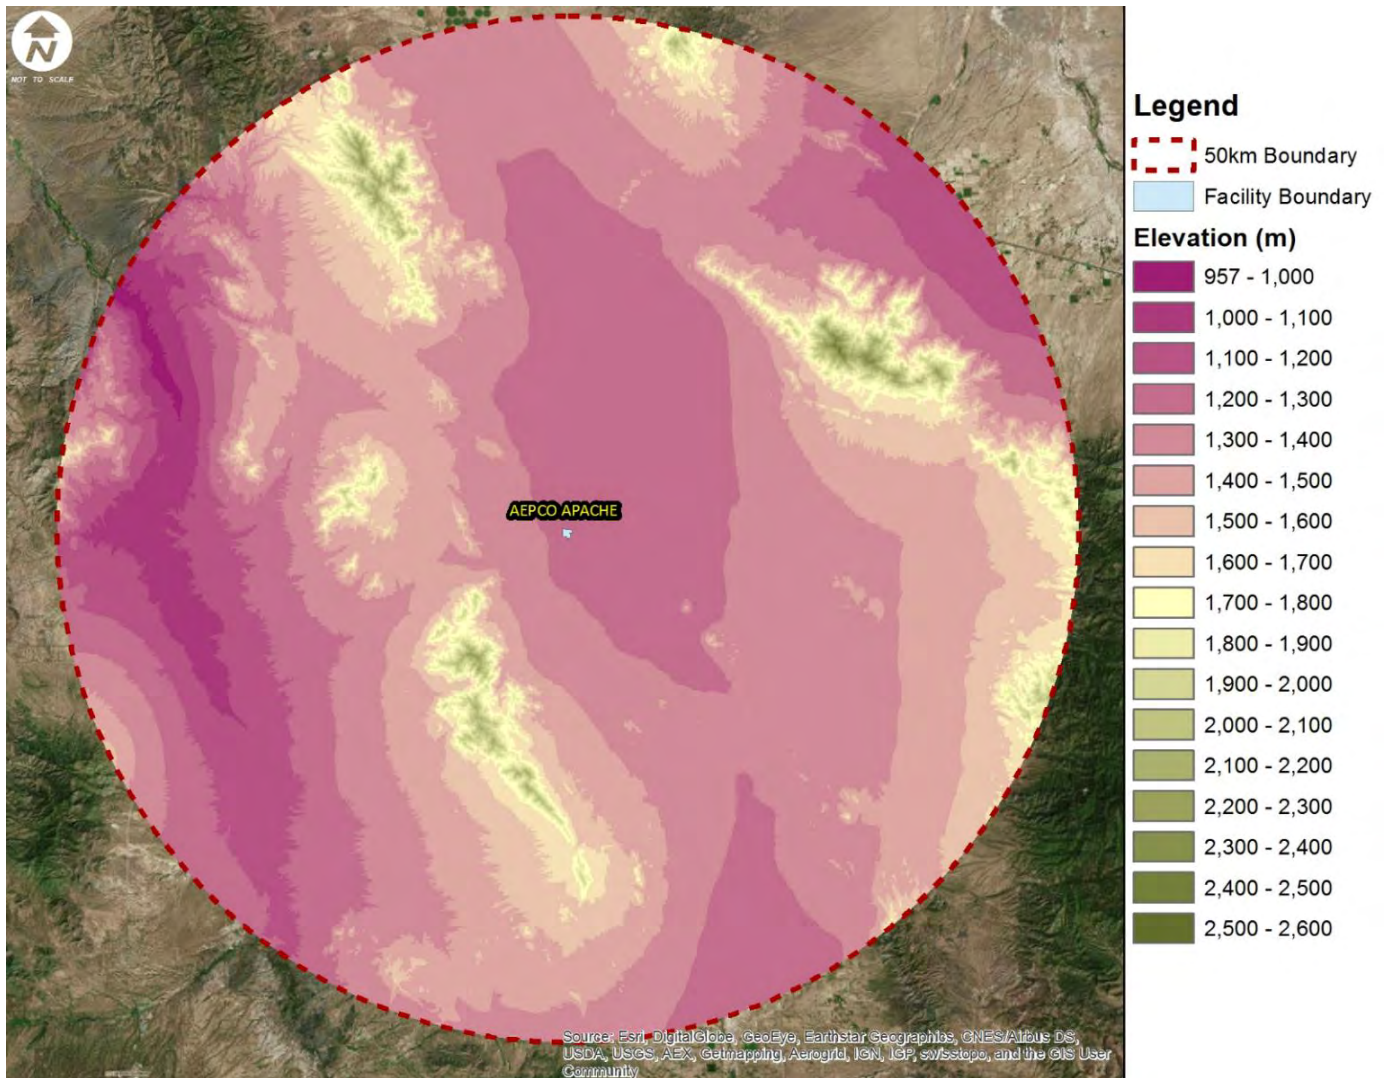 N
NOT TO SCALE
AEPCO APACHE
Legend
50km Boundary
Facility Boundary
Elevation (m)
957 - 1,000
1,000 - 1,100
1,100 - 1,200
1,200 - 1,300
1,300 - 1,400
1,400 - 1,500
1,500 - 1,600
1,600 - 1,700
1,700 - 1,800
1,800 - 1,900
1,900 - 2,000
2,000 - 2,100
2,100 - 2,200
2,200 - 2,300
2,300 - 2,400
2,400 - 2,500
2,500 - 2,600
Source: Esri, DigitalGlobe, GeoEye, Earthstar Geographics, CNES/Airbus DS,
USDA, USGS, AEX, Getmapping, Aerogrid, IGN, IGP, swisstopo, and the GIS User
Community